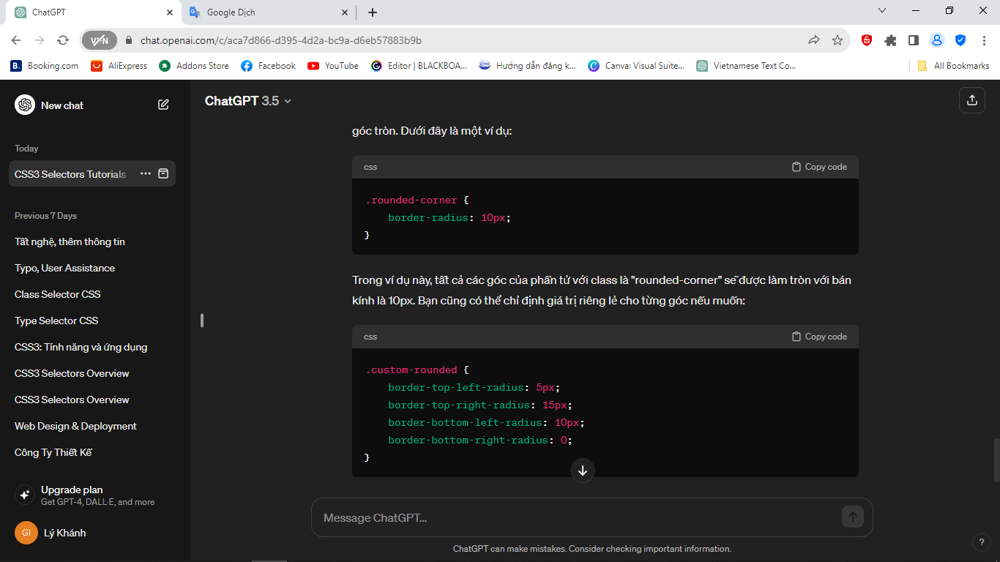 ChatGPT
Google Dịch
VPN
chat.openai.com/c/aca7d866-d395-4d2a-bc9a-d6eb57883b9b
B. Booking.com
AliExpress
Addons Store
Facebook
YouTube
Editor | BLACKBOA...
Hướng dẫn đăng k...
Canva: Visual Suite...
Vietnamese Text Co...
All Bookmarks
New chat
Today
CSS3 Selectors Tutorials
Previous 7 Days
Tất nghệ, thêm thông tin
Typo, User Assistance
Class Selector CSS
Type Selector CSS
CSS3: Tính năng và ứng dụng
CSS3 Selectors Overview
CSS3 Selectors Overview
Web Design & Deployment
Công Ty Thiết Kế
Upgrade plan
Get GPT-4, DALL·E, and more
GI Lý Khánh
ChatGPT 3.5
góc tròn. Dưới đây là một ví dụ:
css
Copy code
.rounded-corner {
border-radius: 10px;
}
Trong ví dụ này, tất cả các góc của phần tử với class là "rounded-corner" sẽ được làm tròn với bán
kính là 10px. Bạn cũng có thể chỉ định giá trị riêng lẻ cho từng góc nếu muốn:
css
Copy code
.custom-rounded {
border-top-left-radius: 5px;
border-top-right-radius: 15px;
border-bottom-left-radius: 10px;
border-bottom-right-radius: 0;
}
Message ChatGPT...
ChatGPT can make mistakes. Consider checking important information.
?